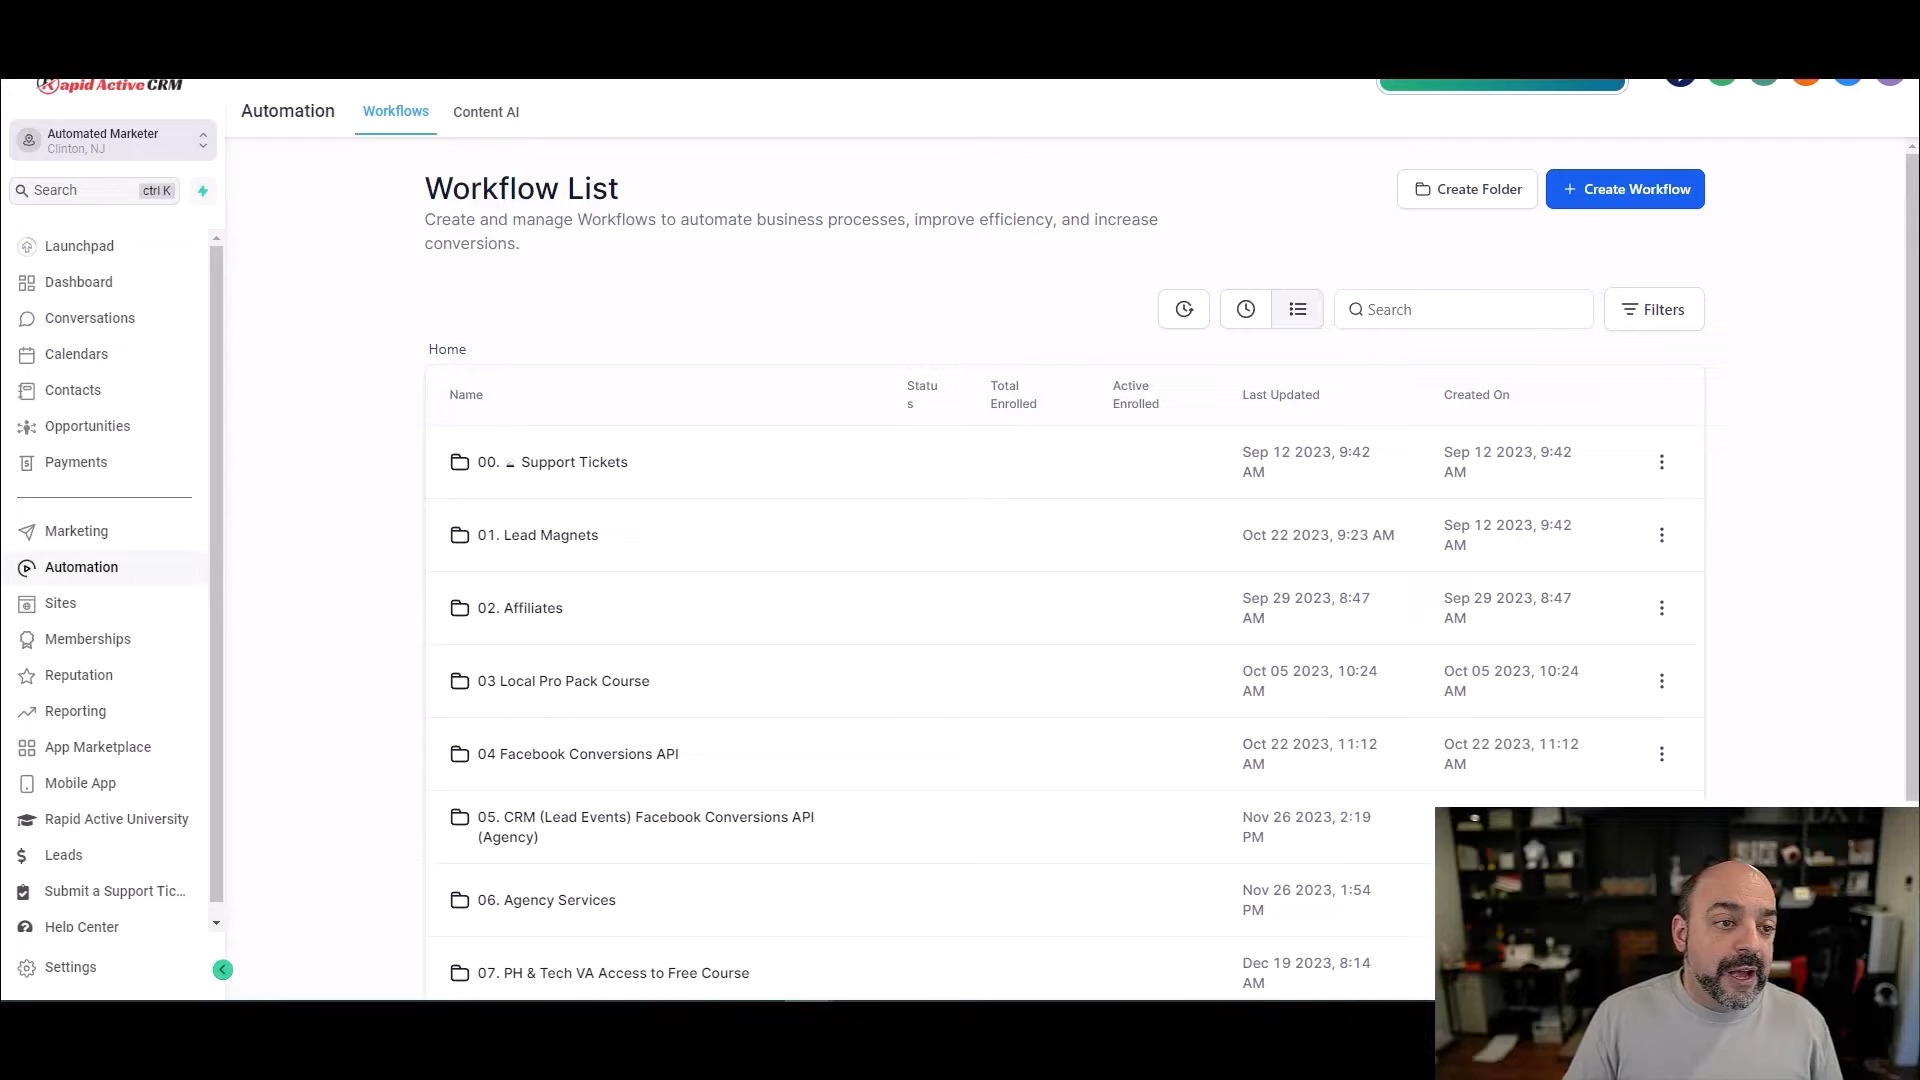 Rapid Active CRM
Automated Marketer
Clinton, NJ
Search ctrl K
Launchpad
Dashboard
Conversations
Calendars
Contacts
Opportunities
Payments
Marketing
Automation
Sites
Memberships
Reputation
Reporting
App Marketplace
Mobile App
Rapid Active University
Leads
Submit a Support Tic...
Help Center
Settings
Automation Workflows Content AI
Workflow List
Create and manage Workflows to automate business processes, improve efficiency, and increase
conversions.
Create Folder
+ Create Workflow
Search
Filters
Home
Name
Statu
s
Total
Enrolled
Active
Enrolled
Last Updated
Created On
00. Support Tickets
Sep 12 2023, 9:42
AM
Sep 12 2023, 9:42
AM
01. Lead Magnets
Oct 22 2023, 9:23 AM
Sep 12 2023, 9:42
AM
02. Affiliates
Sep 29 2023, 8:47
AM
Sep 29 2023, 8:47
AM
03 Local Pro Pack Course
Oct 05 2023, 10:24
AM
Oct 05 2023, 10:24
AM
04 Facebook Conversions API
Oct 22 2023, 11:12
AM
Oct 22 2023, 11:12
AM
05. CRM (Lead Events) Facebook Conversions API
(Agency)
Nov 26 2023, 2:19
PM
06. Agency Services
Nov 26 2023, 1:54
PM
07. PH & Tech VA Access to Free Course
Dec 19 2023, 8:14
AM